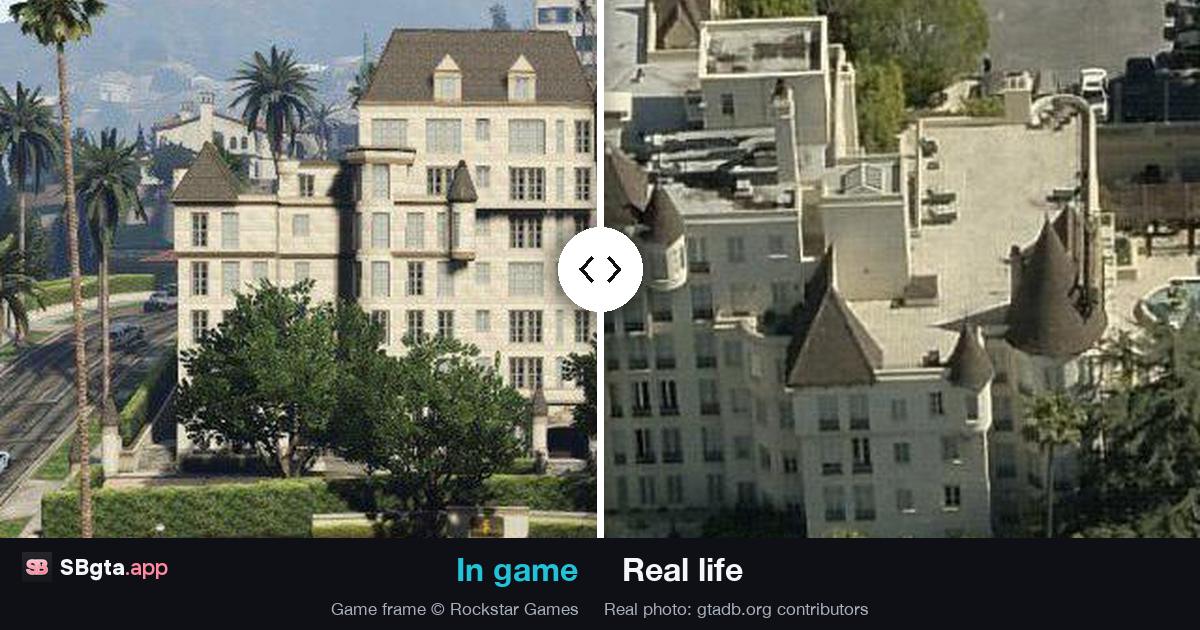 SB SBgta.app
In game Real life
Game frame © Rockstar Games Real photo: gtadb.org contributors